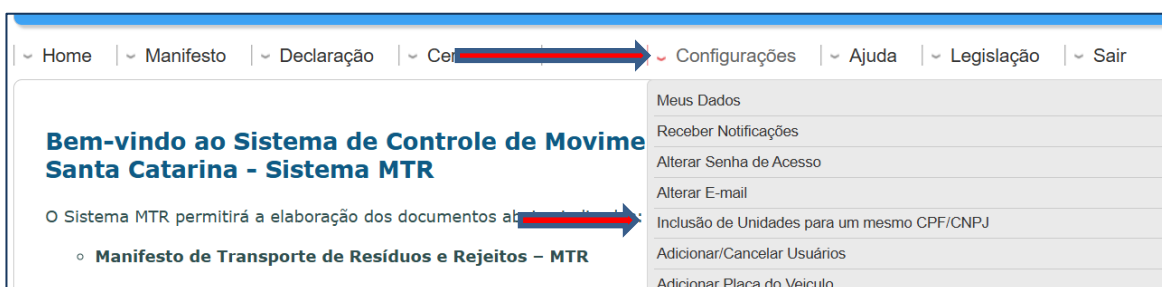 Home Manifesto Declaração Configurações Ajuda Legislação Sair
Meus Dados
Receber Notificações
Alterar Senha de Acesso
Alterar E-mail
Inclusão de Unidades para um mesmo CPF/CNPJ
Adicionar/Cancelar Usuários
Adicionar Placa do Veiculo
Bem-vindo ao Sistema de Controle de Movime
Santa Catarina - Sistema MTR
O Sistema MTR permitirá a elaboração dos documentos
Manifesto de Transporte de Resíduos e Rejeitos – MTR